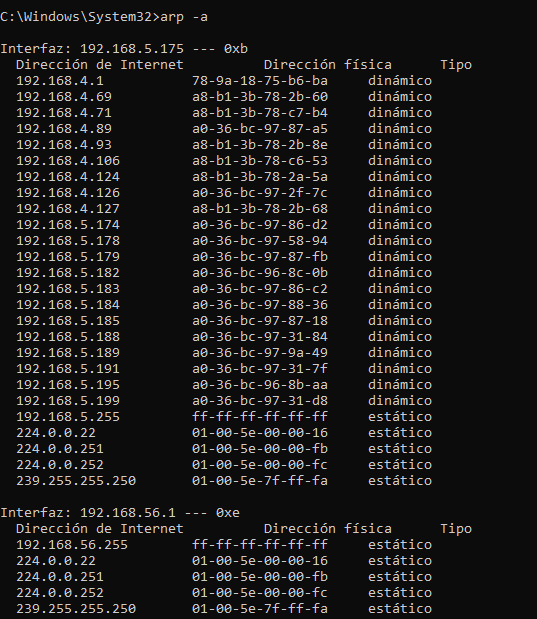 C:\Windows\System32>arp -a
Interfaz: 192.168.5.175 --- 0xb
Dirección de Internet Dirección física Tipo
192.168.4.1 78-9a-18-75-b6-ba dinámico
192.168.4.69 a8-b1-3b-78-2b-60 dinámico
192.168.4.71 a8-b1-3b-78-c7-b4 dinámico
192.168.4.89 a0-36-bc-97-87-a5 dinámico
192.168.4.93 a8-b1-3b-78-2b-8e dinámico
192.168.4.106 a8-b1-3b-78-c6-53 dinámico
192.168.4.124 a8-b1-3b-78-2a-5a dinámico
192.168.4.126 a0-36-bc-97-2f-7c dinámico
192.168.4.127 a8-b1-3b-78-2b-68 dinámico
192.168.5.174 a0-36-bc-97-86-d2 dinámico
192.168.5.178 a0-36-bc-97-58-94 dinámico
192.168.5.179 a0-36-bc-97-87-fb dinámico
192.168.5.182 a0-36-bc-96-8c-0b dinámico
192.168.5.183 a0-36-bc-97-86-c2 dinámico
192.168.5.184 a0-36-bc-97-88-36 dinámico
192.168.5.185 a0-36-bc-97-87-18 dinámico
192.168.5.188 a0-36-bc-97-31-84 dinámico
192.168.5.189 a0-36-bc-97-9a-49 dinámico
192.168.5.191 a0-36-bc-97-31-7f dinámico
192.168.5.195 a0-36-bc-96-8b-aa dinámico
192.168.5.199 a0-36-bc-97-31-d8 dinámico
192.168.5.255 ff-ff-ff-ff-ff-ff estático
224.0.0.22 01-00-5e-00-00-16 estático
224.0.0.251 01-00-5e-00-00-fb estático
224.0.0.252 01-00-5e-00-00-fc estático
239.255.255.250 01-00-5e-7f-ff-fa estático
Interfaz: 192.168.56.1 --- 0xe
Dirección de Internet Dirección física Tipo
192.168.56.255 ff-ff-ff-ff-ff-ff estático
224.0.0.22 01-00-5e-00-00-16 estático
224.0.0.251 01-00-5e-00-00-fb estático
224.0.0.252 01-00-5e-00-00-fc estático
239.255.255.250 01-00-5e-7f-ff-fa estático